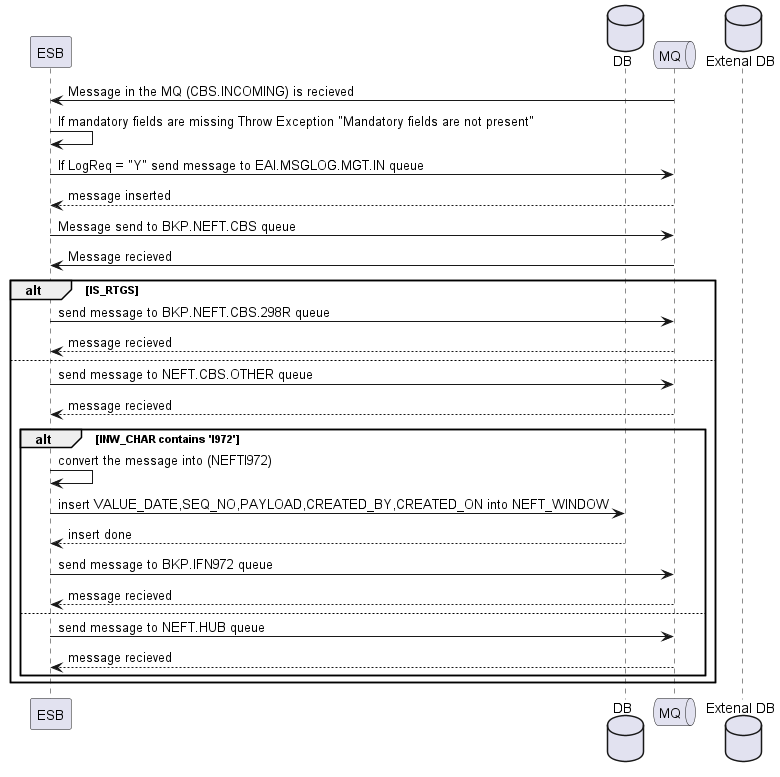 ESB
DB
MQ
Extenal DB
Message in the MQ (CBS.INCOMING) is recieved
If mandatory fields are missing Throw Exception "Mandatory fields are not present"
If LogReq = "Y" send message to EAI.MSGLOG.MGT.IN queue
message inserted
Message send to BKP.NEFT.CBS queue
Message recieved
alt [IS_RTGS]
send message to BKP.NEFT.CBS.298R queue
message recieved
send message to NEFT.CBS.OTHER queue
message recieved
alt [INW_CHAR contains 'I972']
convert the message into (NEFTI972)
insert VALUE_DATE,SEQ_NO,PAYLOAD,CREATED_BY,CREATED_ON into NEFT_WINDOW
insert done
send message to BKP.IFN972 queue
message recieved
send message to NEFT.HUB queue
message recieved
ESB
DB
MQ
Extenal DB